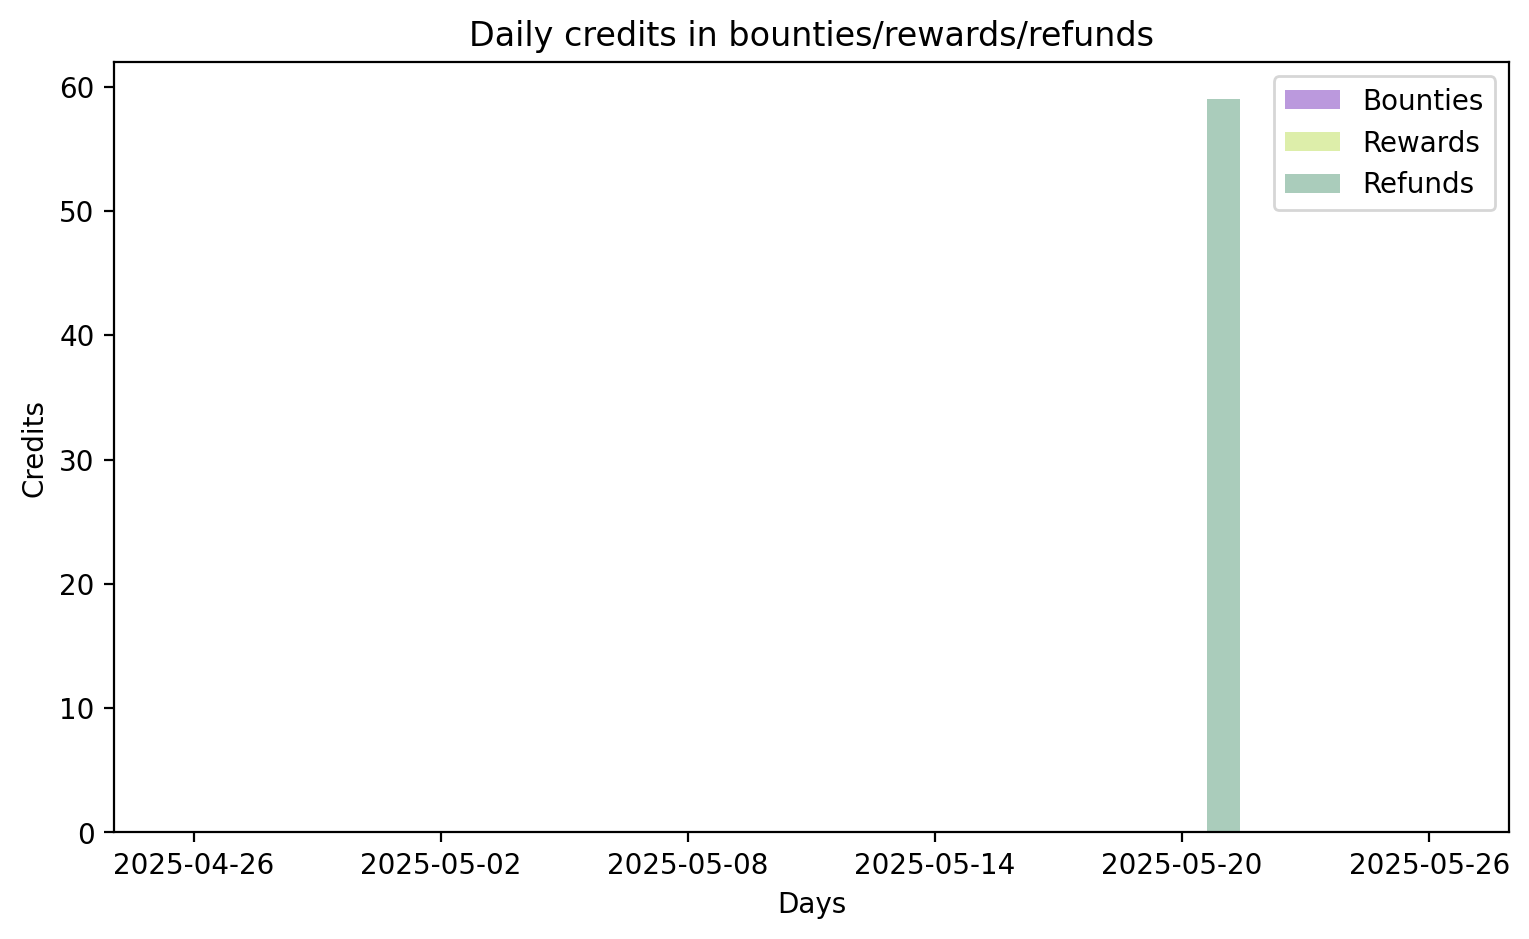 Daily credits in bounties/rewards/refunds
60
50
40
30
20
10
0
Credits
Bounties
Rewards
Refunds
2025-04-26 2025-05-02 2025-05-08 2025-05-14 2025-05-20 2025-05-26
Days